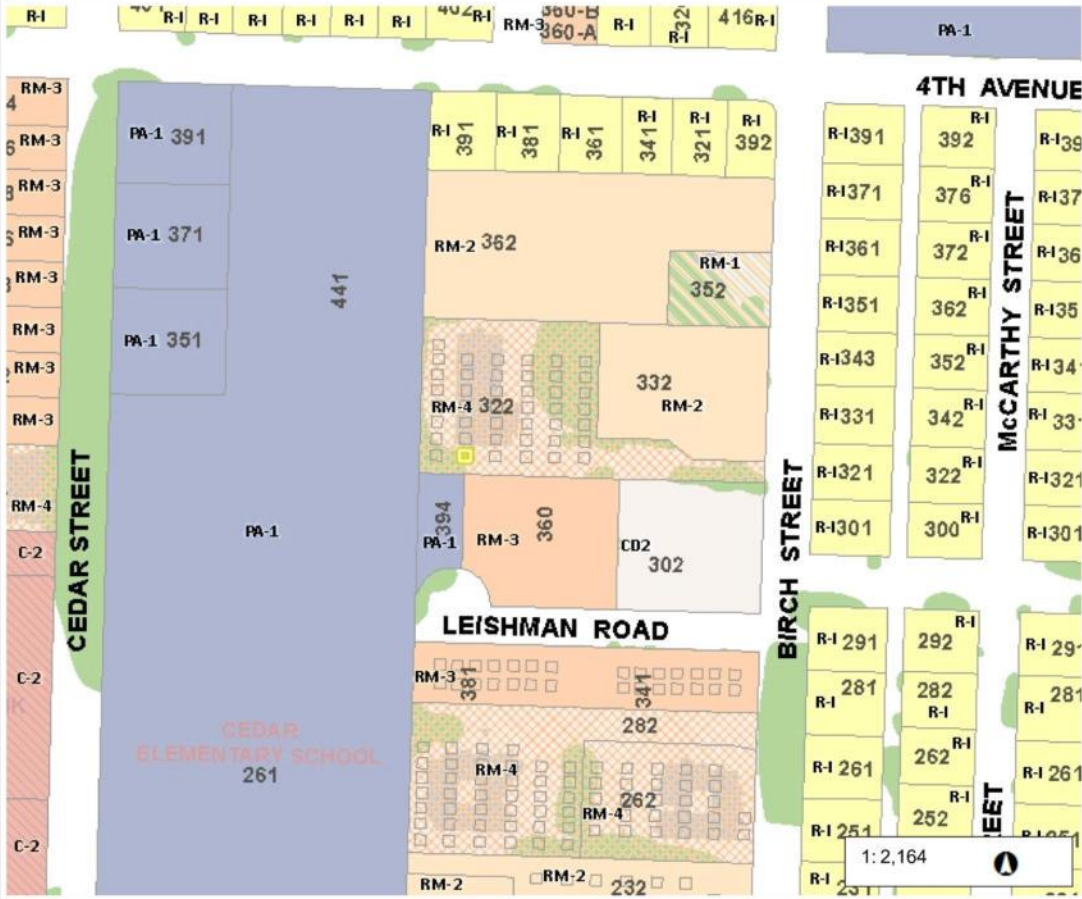 R-I
R-I R-I R-I R-I R-I R-I
RM-3
360-B
360-A
R-I
R-I
416 R-I
PA-1
4TH AVENUE
RM-3
RM-3
RM-3
RM-3
RM-3
RM-3
RM-3
RM-3
RM-4
C-2
C-2
C-2
CEDAR STREET
PA-1 391
PA-1 371
PA-1 351
441
PA-1
CEDAR
ELEMENTARY SCHOOL
261
R-I 391
R-I 381
R-I 361
R-I 341
R-I 321
R-I 392
RM-2 362
RM-1
352
RM-4 322
332
RM-2
394
PA-1
RM-3 360
CD2
302
LEISHMAN ROAD
RM-3 381
341
282
RM-4
RM-4 262
RM-2
RM-2
232
BIRCH STREET
R-I 391
R-I 371
R-I 361
R-I 351
R-I 343
R-I 331
R-I 321
R-I 301
R-I 291
R-I 281
R-I 261
R-I 251
R-I
392 R-I
376 R-I
372 R-I
362 R-I
352 R-I
342 R-I
322 R-I
300 R-I
292 R-I
282
R-I
262 R-I
252 R-I
McCARTHY STREET
R-I
R-I
R-I
R-I
R-I
R-I
R-I 321
R-I 301
R-I
R-I 281
R-I 261
1: 2,164